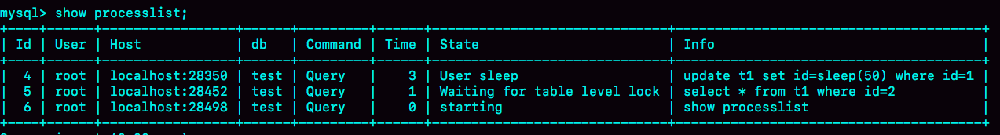 mysql> show processlist;
+----+------+-----------------+------+---------+------+------------------------------+--------------------------------------+
| Id | User | Host            | db   | Command | Time | State                        | Info                                 |
+----+------+-----------------+------+---------+------+------------------------------+--------------------------------------+
|  4 | root | localhost:28350 | test | Query   |    3 | User sleep                   | update t1 set id=sleep(50) where id=1 |
|  5 | root | localhost:28452 | test | Query   |    1 | Waiting for table level lock | select * from t1 where id=2          |
|  6 | root | localhost:28498 | test | Query   |    0 | starting                     | show processlist                     |
+----+------+-----------------+------+---------+------+------------------------------+--------------------------------------+